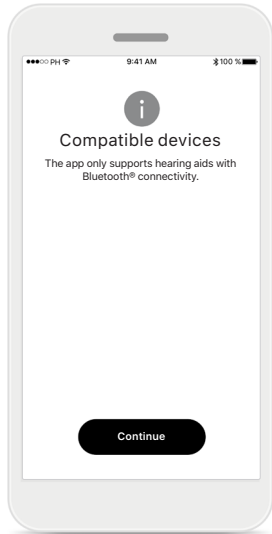 ●●●○○ PH 9:41 AM 100 %
i
Compatible devices
The app only supports hearing aids with
Bluetooth® connectivity.
Continue